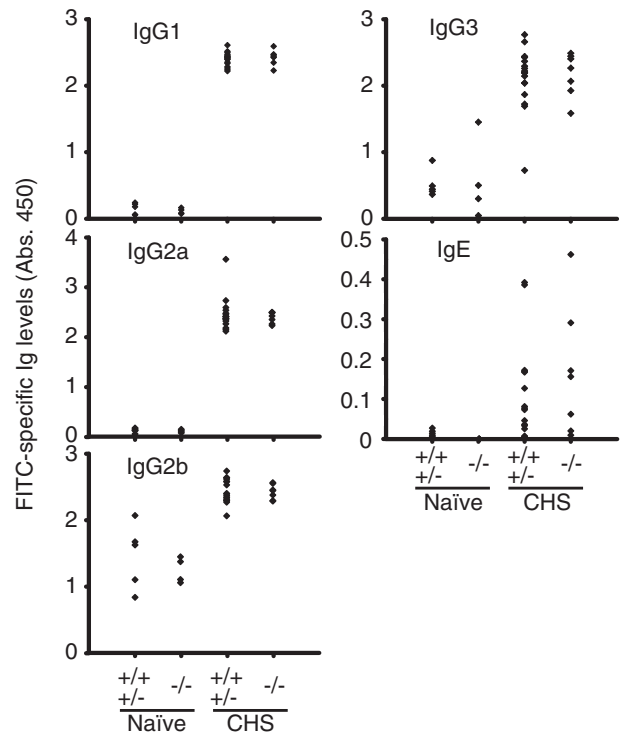 FITC-specific Ig levels (Abs. 450)
IgG1
3
2
1
0
IgG2a
4
3
2
1
0
IgG2b
3
2
1
0
+/+ -/- +/+ -/-
+/- +/-
Naïve CHS
IgG3
3
2
1
0
IgE
0.5
0.4
0.3
0.2
0.1
0
+/+ -/- +/+ -/-
+/- +/-
Naïve CHS